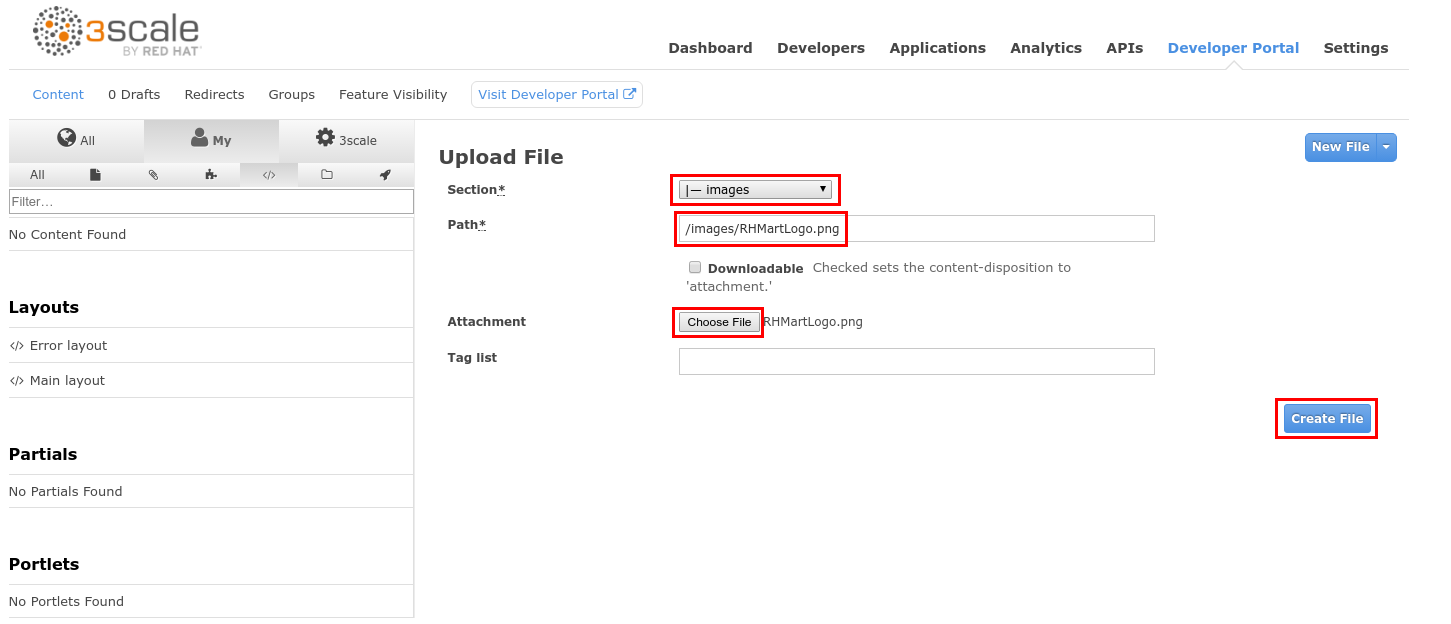 3scale
BY RED HAT
Dashboard Developers Applications Analytics APIs Developer Portal Settings
Content 0 Drafts Redirects Groups Feature Visibility Visit Developer Portal
All My 3scale
All
Filter...
No Content Found
Layouts
</> Error layout
</> Main layout
Partials
No Partials Found
Portlets
No Portlets Found
Upload File
New File
Section*
|— images
Path*
/images/RHMartLogo.png
Downloadable Checked sets the content-disposition to
'attachment.'
Attachment
Choose File RHMartLogo.png
Tag list
Create File